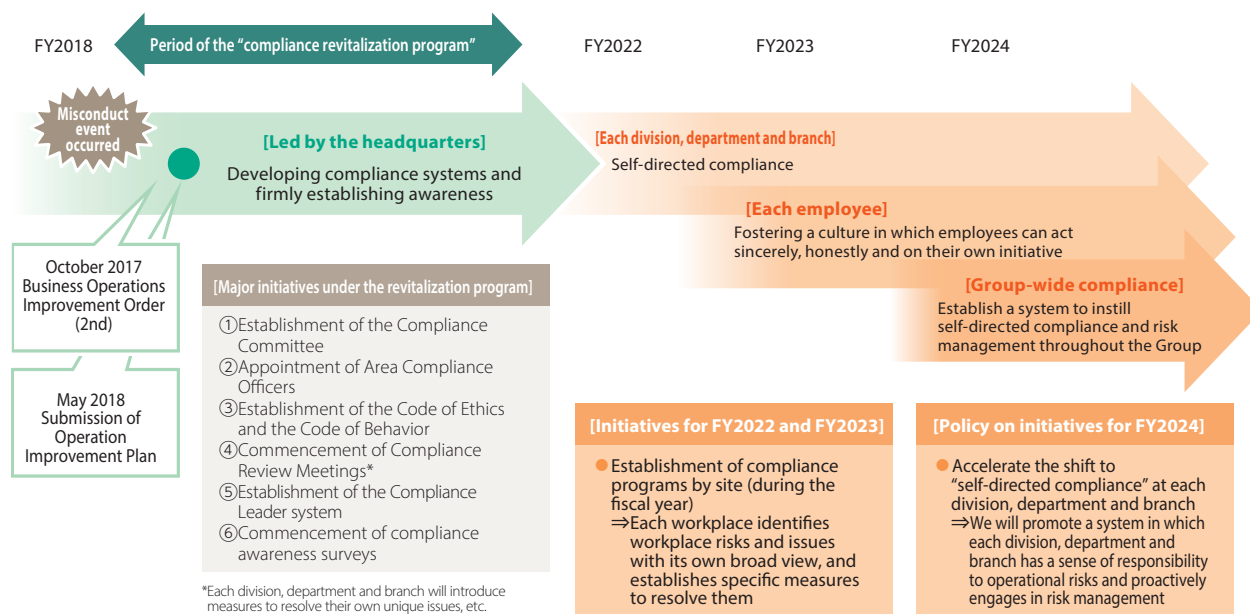 FY2018
Period of the “compliance revitalization program”
FY2022
FY2023
FY2024
Misconduct
event
occurred
[Led by the headquarters]
Developing compliance systems and
firmly establishing awareness
[Each division, department and branch]
Self-directed compliance
[Each employee]
Fostering a culture in which employees can act
sincerely, honestly and on their own initiative
[Group-wide compliance]
Establish a system to instill
self-directed compliance and risk
management throughout the Group
October 2017
Business Operations
Improvement Order
(2nd)
May 2018
Submission of
Operation
Improvement Plan
[Major initiatives under the revitalization program]
①Establishment of the Compliance
Committee
②Appointment of Area Compliance
Officers
③Establishment of the Code of Ethics
and the Code of Behavior
④Commencement of Compliance
Review Meetings*
⑤Establishment of the Compliance
Leader system
⑥Commencement of compliance
awareness surveys
*Each division, department and branch will introduce
measures to resolve their own unique issues, etc.
[Initiatives for FY2022 and FY2023]
● Establishment of compliance
programs by site (during the
fiscal year)
⇒Each workplace identifies
workplace risks and issues
with its own broad view, and
establishes specific measures
to resolve them
[Policy on initiatives for FY2024]
● Accelerate the shift to
“self-directed compliance” at each
division, department and branch
⇒We will promote a system in which
each division, department and
branch has a sense of responsibility
to operational risks and proactively
engages in risk management